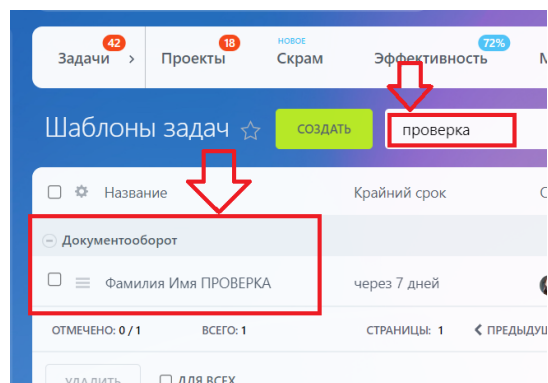 42 18 НОВОЕ 72%
Задачи > Проекты Скрам Эффективность
Шаблоны задач СОЗДАТЬ проверка
Название Крайний срок
Документооборот
Фамилия Имя ПРОВЕРКА через 7 дней
ОТМЕЧЕНО: 0 / 1 ВСЕГО: 1 СТРАНИЦЫ: 1
УДАЛИТЬ ДЛЯ ВСЕХ